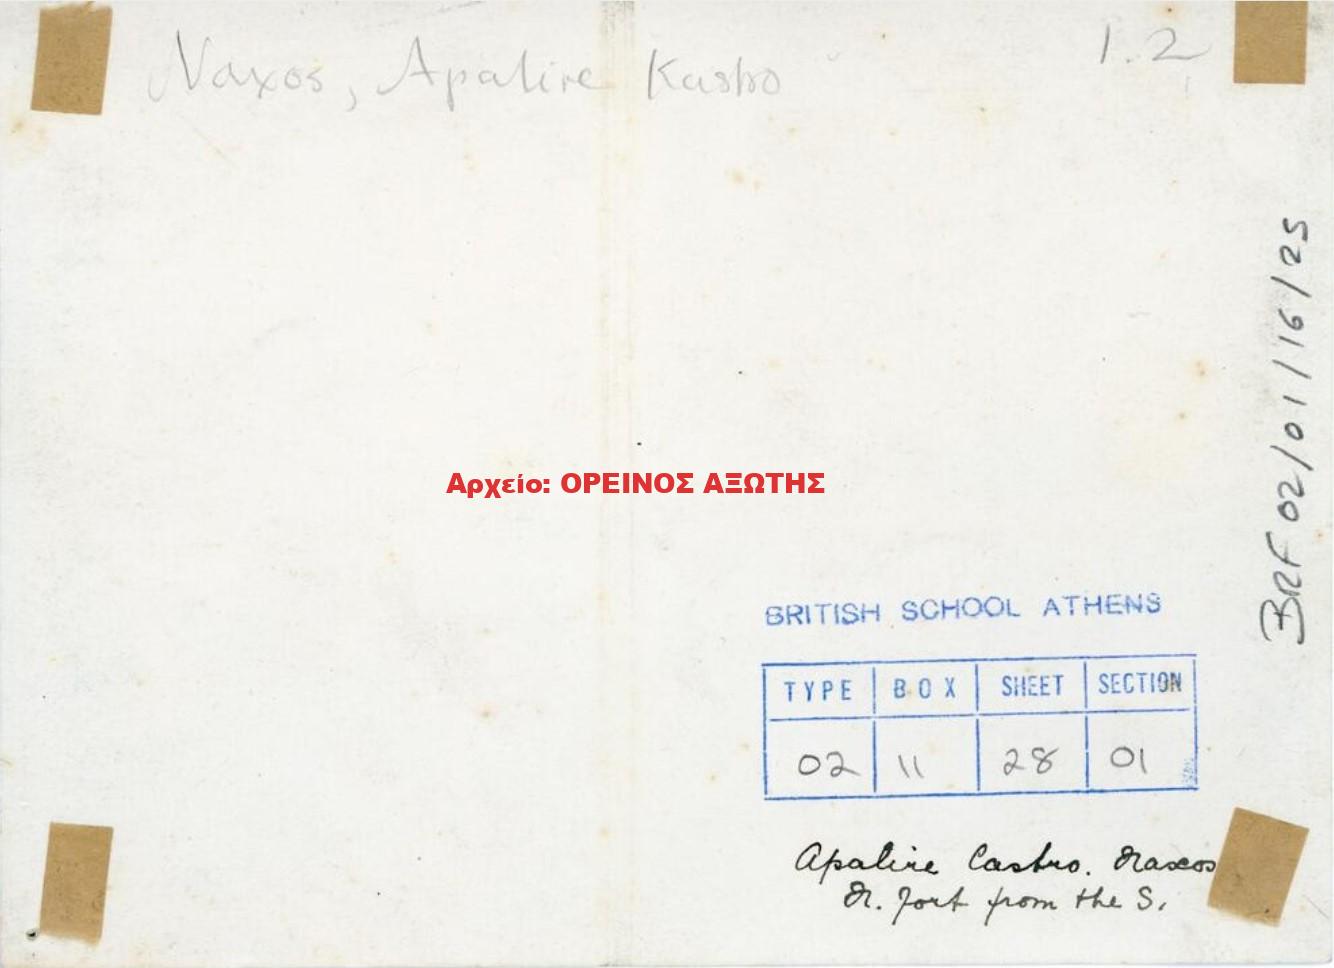 Naxos, Apalire Kastro
1.2
BRF 02/01/16/25
Αρχείο: ΟΡΕΙΝΟΣ ΑΞΩΤΗΣ
BRITISH SCHOOL ATHENS
TYPE BOX SHEET SECTION
02 11 28 01
Apalire Castro. Naxos
N. fort from the S.